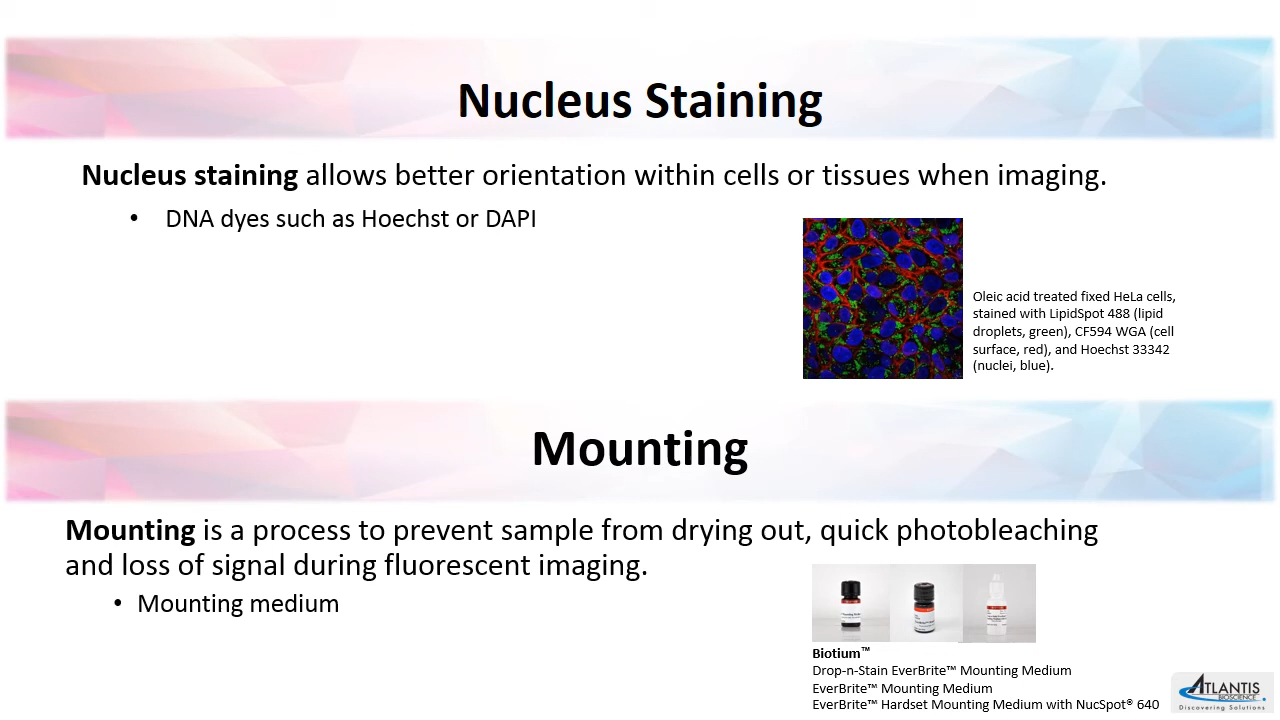 Nucleus Staining
Nucleus staining allows better orientation within cells or tissues when imaging.
• DNA dyes such as Hoechst or DAPI
Oleic acid treated fixed HeLa cells,
stained with LipidSpot 488 (lipid
droplets, green), CF594 WGA (cell
surface, red), and Hoechst 33342
(nuclei, blue).
Mounting
Mounting is a process to prevent sample from drying out, quick photobleaching
and loss of signal during fluorescent imaging.
• Mounting medium
Biotium™
Drop-n-Stain EverBrite™ Mounting Medium
EverBrite™ Mounting Medium
EverBrite™ Hardset Mounting Medium with NucSpot® 640
ATLANTIS
BIOSCIENCE
Discovering Solutions